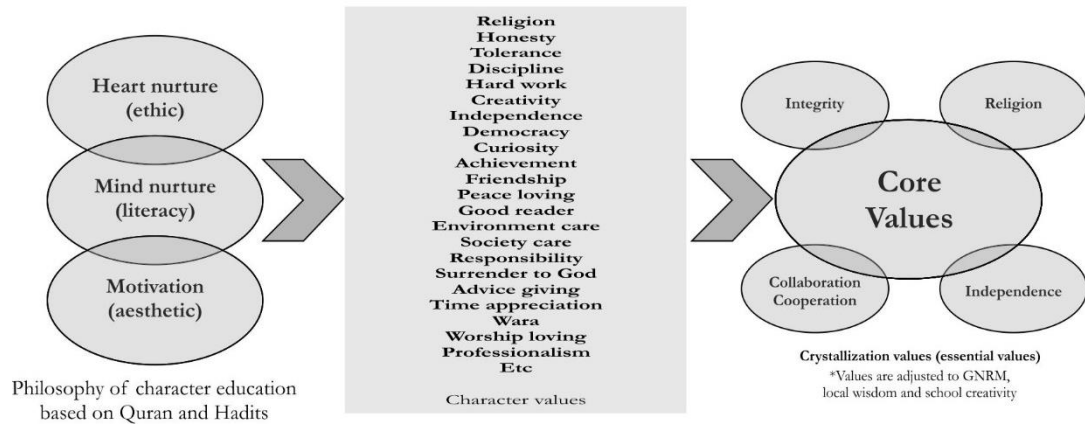 Heart nurture
(ethic)
Mind nurture
(literacy)
Motivation
(aesthetic)
Philosophy of character education
based on Quran and Hadits
Religion
Honesty
Tolerance
Discipline
Hard work
Creativity
Independence
Democracy
Curiosity
Achievement
Friendship
Peace loving
Good reader
Environment care
Society care
Responsibility
Surrender to God
Advice giving
Time appreciation
Wara
Worship loving
Professionalism
Etc
Character values
Integrity
Religion
Core
Values
Collaboration
Cooperation
Independence
Crystallization values (essential values)
*Values are adjusted to GNRM,
local wisdom and school creativity